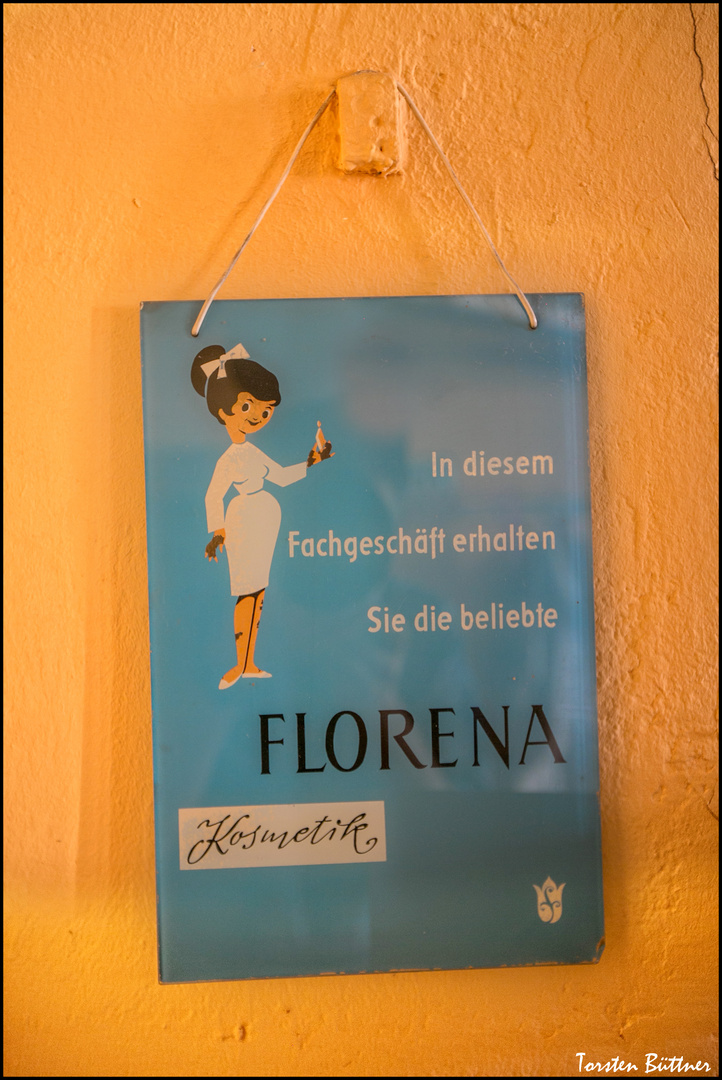 In diesem
Fachgeschäft erhalten
Sie die beliebte
FLORENA
Kosmetik
Torsten Büttner